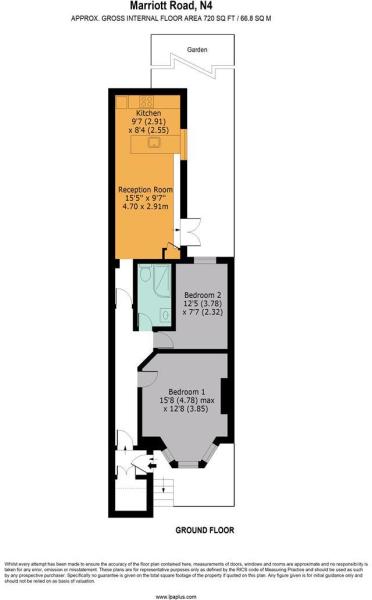 Marriott Road, N4
APPROX. GROSS INTERNAL FLOOR AREA 720 SQ FT / 66.8 SQ M
Garden
Kitchen
9'7 (2.91)
x 8'4 (2.55)
Reception Room
15'5" x 9'7"
4.70 x 2.91m
Bedroom 2
12'5 (3.78)
x 7'7 (2.32)
Bedroom 1
15'8 (4.78) max
x 12'8 (3.85)
GROUND FLOOR
Whilst every attempt has been made to ensure the accuracy of the floor plan contained here, measurements of doors, windows and rooms are approximate and no responsibility is
taken for any error, omission or misstatement. These plans are for representation purposes only as defined by the RICS code of Measuring Practice and should be used as such
by any prospective purchaser. Specifically no guarantee is given on the total square footage of the property if quoted on this plan. Any figure given is for initial guidance only and
should not be relied on as basis of valuation.
www.lpaplus.com